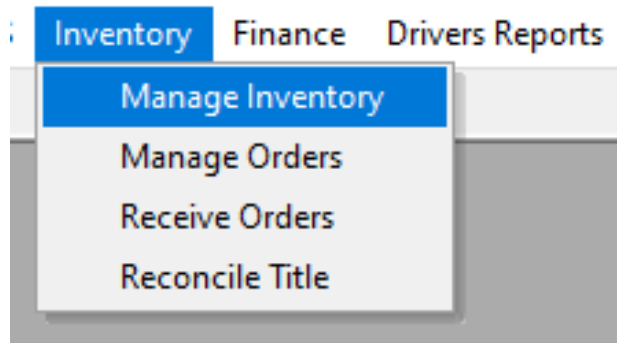 Inventory Finance Drivers Reports
Manage Inventory
Manage Orders
Receive Orders
Reconcile Title